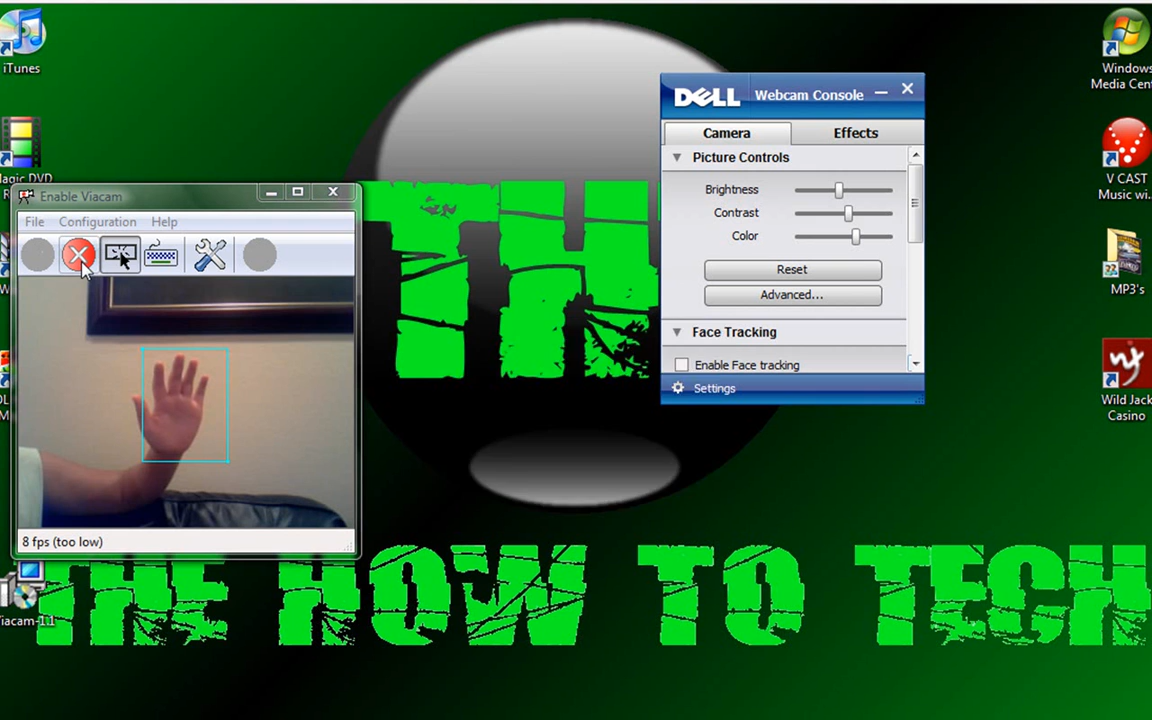 iTunes
Magic DVD
Enable Viacam
File Configuration Help
8 fps (too low)
Viacam-1.1
DELL Webcam Console
Camera Effects
Picture Controls
Brightness
Contrast
Color
Reset
Advanced...
Face Tracking
Enable Face tracking
Settings
Windows
Media Cent
V CAST
Music wi...
MP3's
Wild Jack
Casino
TH
THE HOW TO TECH